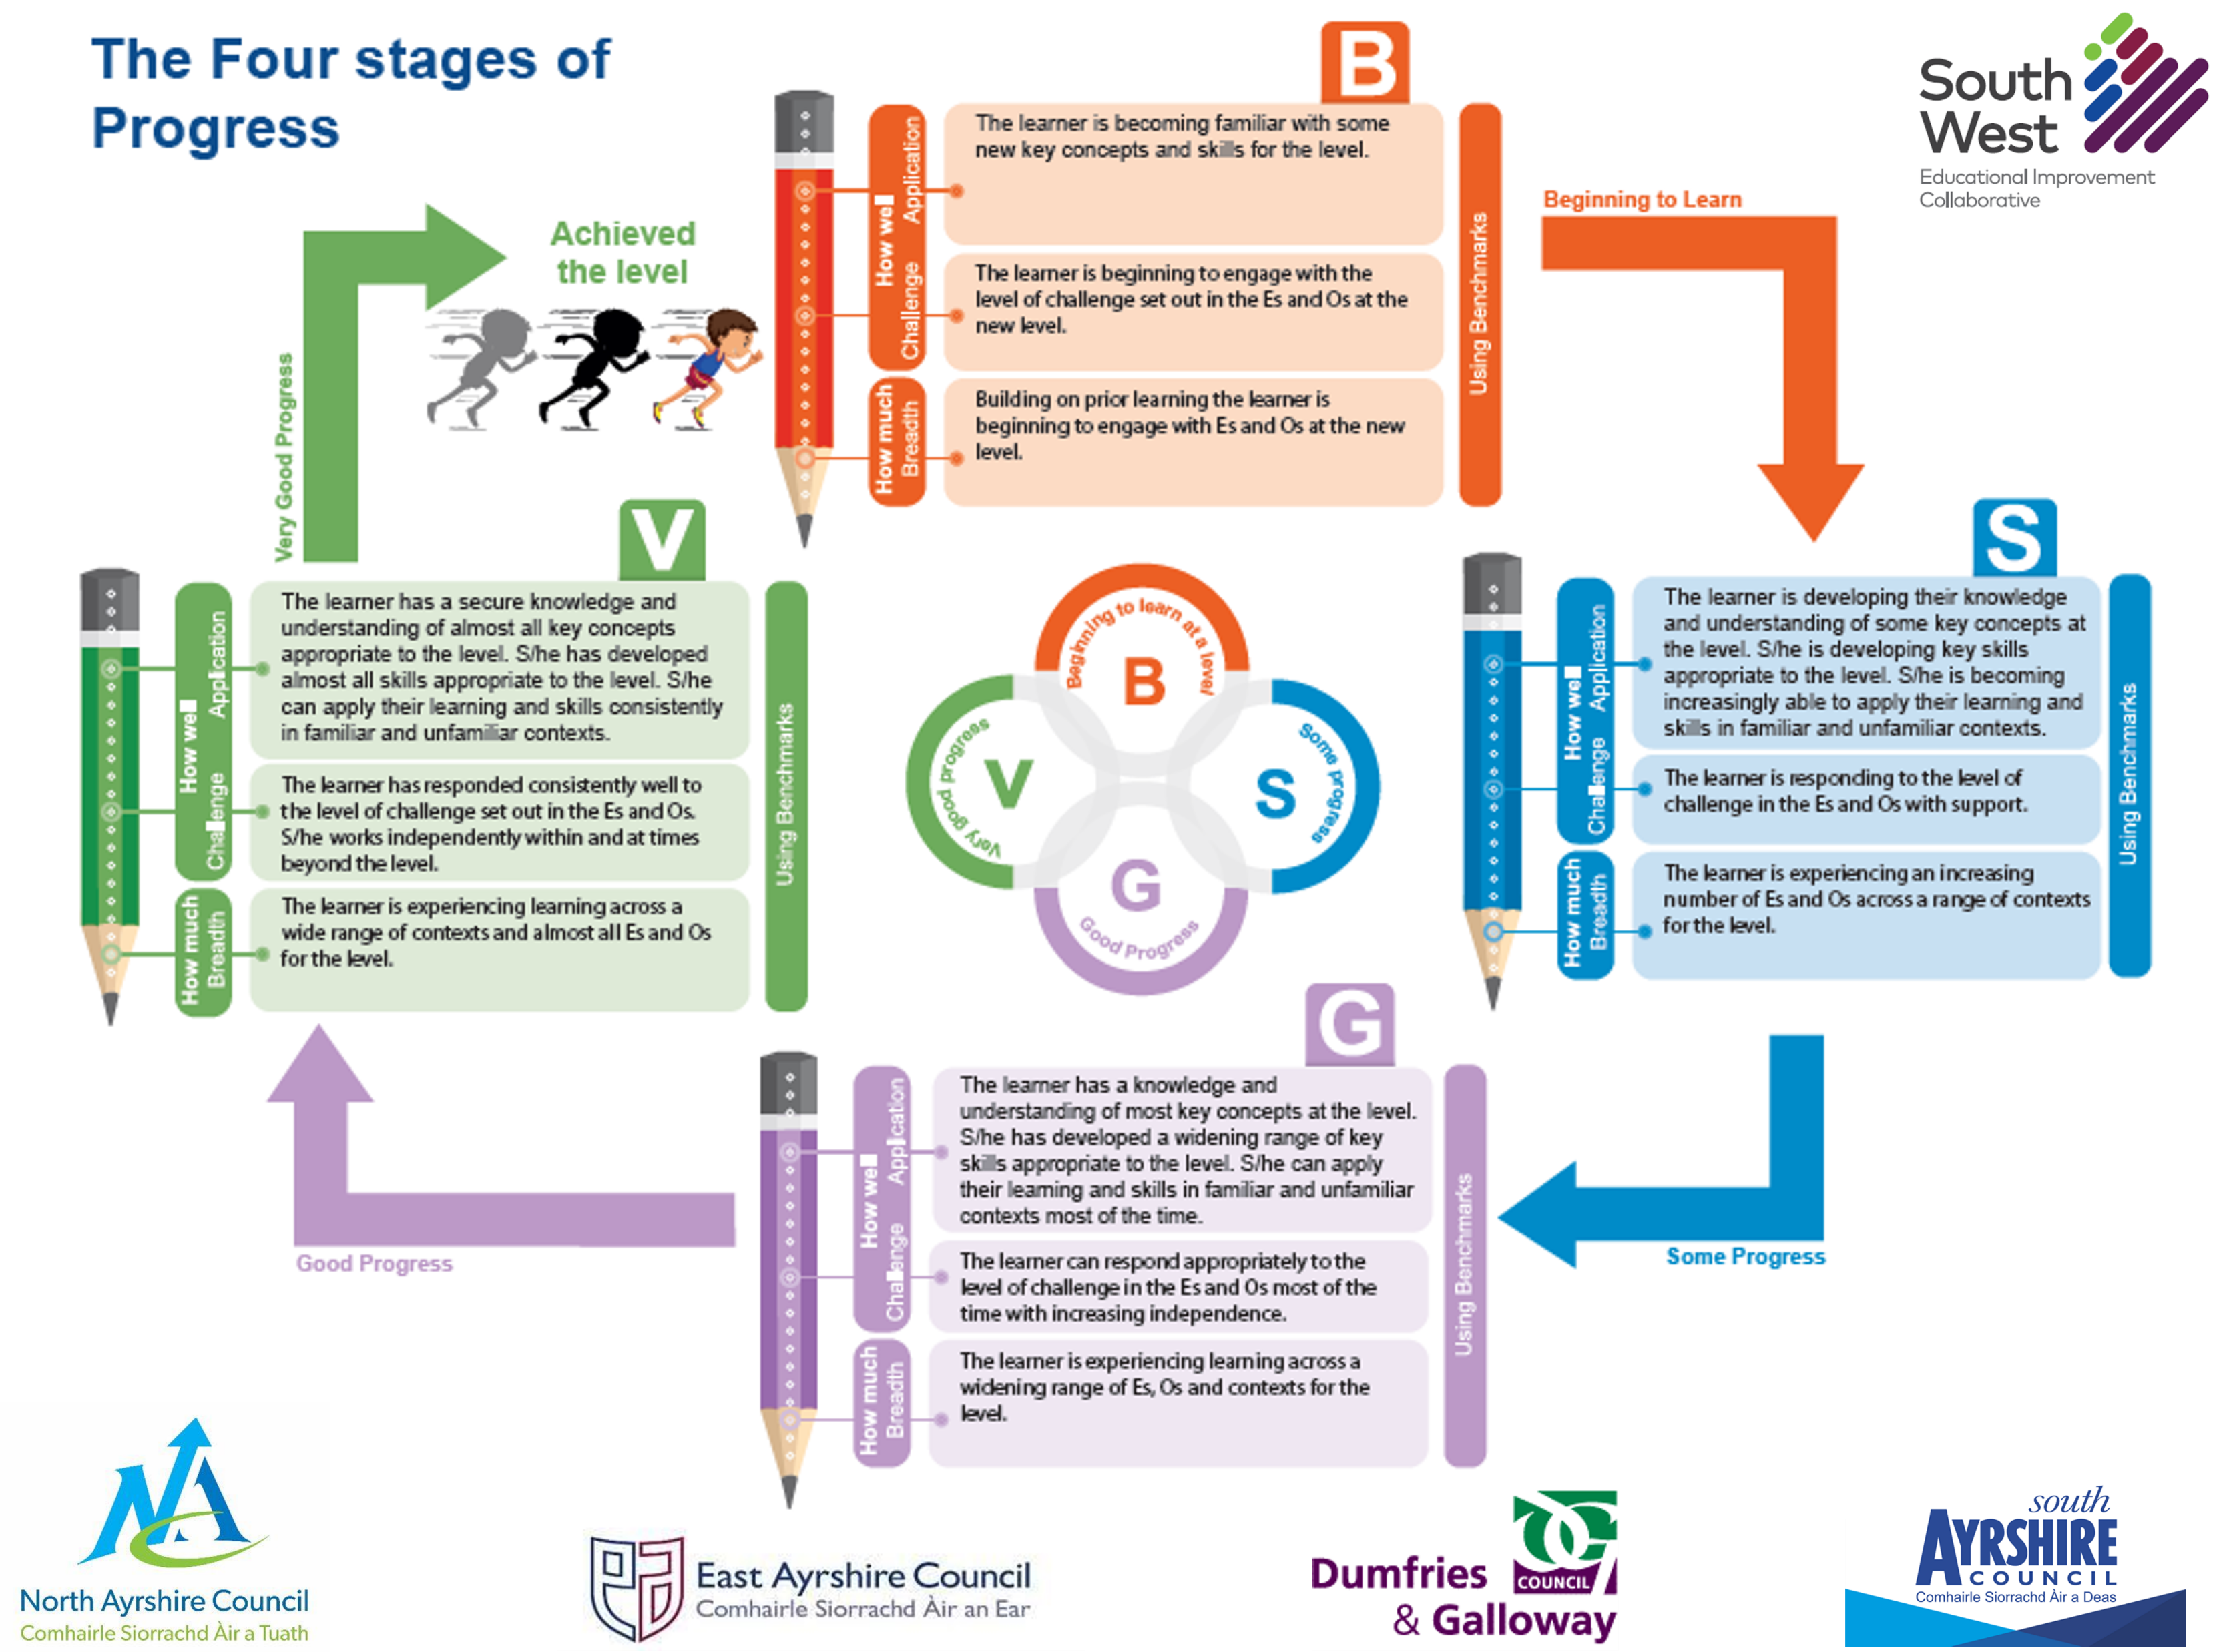 The Four stages of
Progress
B
South
West
Educational Improvement
Collaborative
How well
Application
Challenge
The learner is becoming familiar with some
new key concepts and skills for the level.
The learner is beginning to engage with the
level of challenge set out in the Es and Os at the
new level.
How much
Breadth
Building on prior learning the learner is
beginning to engage with Es and Os at the new
level.
Using Benchmarks
Beginning to Learn
Achieved
the level
Very Good Progress
V
How well
Application
Challenge
The learner has a secure knowledge and
understanding of almost all key concepts
appropriate to the level. S/he has developed
almost all skills appropriate to the level. S/he
can apply their learning and skills consistently
in familiar and unfamiliar contexts.
The learner has responded consistently well to
the level of challenge set out in the Es and Os.
S/he works independently within and at times
beyond the level.
How much
Breadth
The learner is experiencing learning across a
wide range of contexts and almost all Es and Os
for the level.
Using Benchmarks
Beginning to learn at a level
B
Very good progress
V
Some progress
S
G
Good Progress
S
How well
Application
Challenge
The learner is developing their knowledge
and understanding of some key concepts at
the level. S/he is developing key skills
appropriate to the level. S/he is becoming
increasingly able to apply their learning and
skills in familiar and unfamiliar contexts.
The learner is responding to the level of
challenge in the Es and Os with support.
How much
Breadth
The learner is experiencing an increasing
number of Es and Os across a range of contexts
for the level.
Using Benchmarks
G
How well
Application
Challenge
The learner has a knowledge and
understanding of most key concepts at the level.
S/he has developed a widening range of key
skills appropriate to the level. S/he can apply
their learning and skills in familiar and unfamiliar
contexts most of the time.
The learner can respond appropriately to the
level of challenge in the Es and Os most of the
time with increasing independence.
How much
Breadth
The learner is experiencing learning across a
widening range of Es, Os and contexts for the
level.
Using Benchmarks
Good Progress
Some Progress
NA
North Ayrshire Council
Comhairle Siorrachd Àir a Tuath
ea
East Ayrshire Council
Comhairle Siorrachd Àir an Ear
Dumfries
& Galloway
COUNCIL
south
AYRSHIRE
COUNCIL
Comhairle Siorrachd Àir a Deas